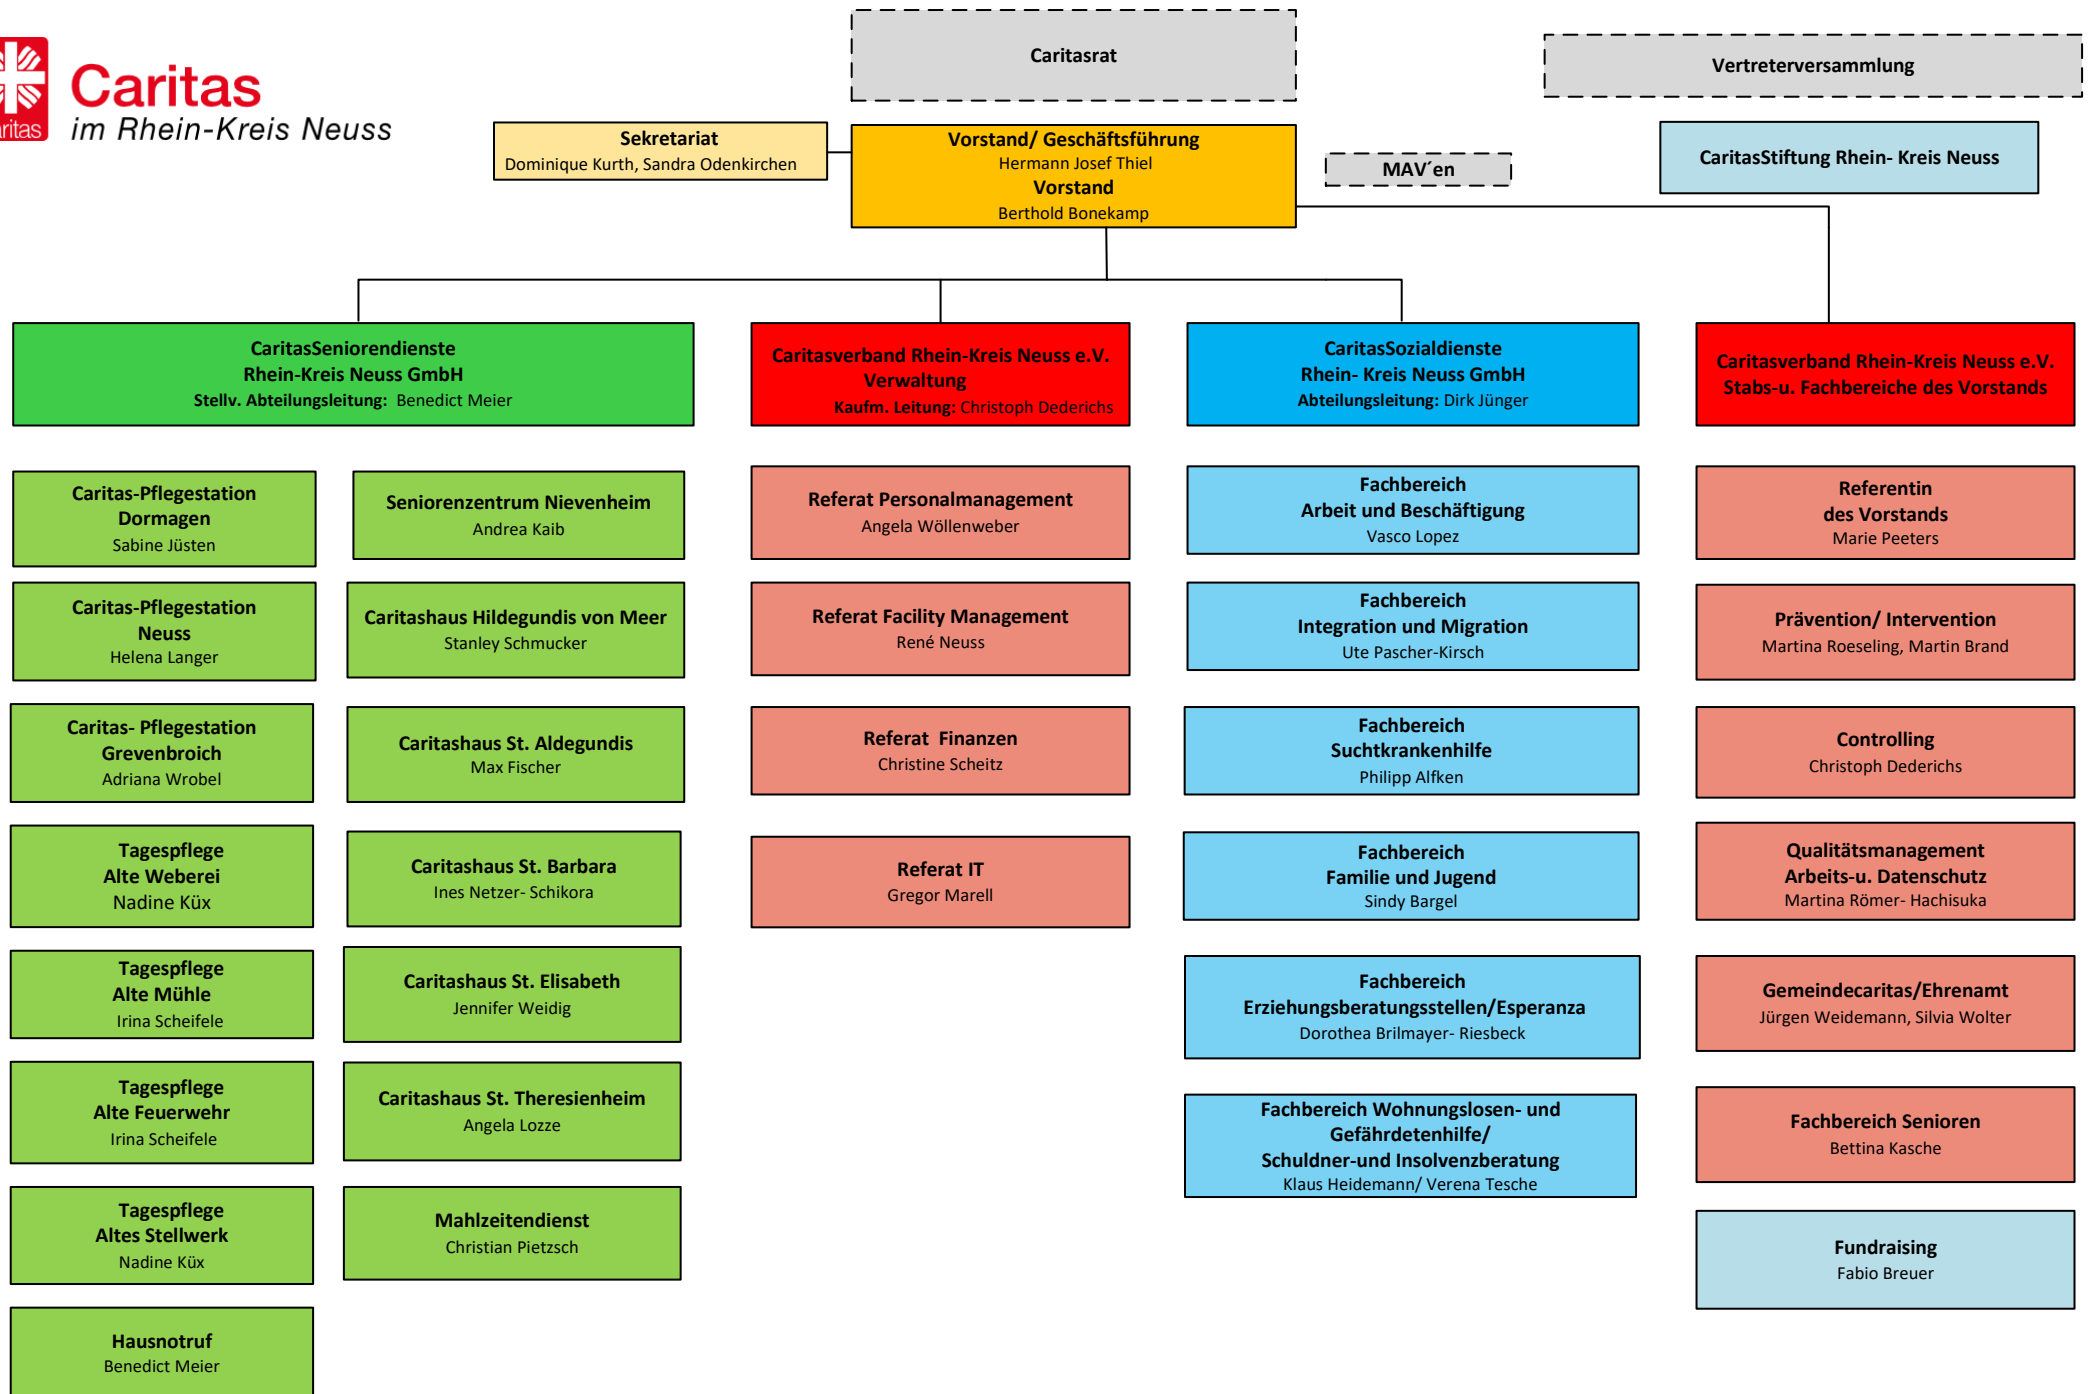 Caritas
Caritas
im Rhein-Kreis Neuss
Caritasrat
Vertreterversammlung
Sekretariat
Dominique Kurth, Sandra Odenkirchen
Vorstand/ Geschäftsführung
Hermann Josef Thiel
Vorstand
Berthold Bonekamp
MAV´en
CaritasStiftung Rhein- Kreis Neuss
CaritasSeniorendienste
Rhein-Kreis Neuss GmbH
Stellv. Abteilungsleitung: Benedict Meier
Caritasverband Rhein-Kreis Neuss e.V.
Verwaltung
Kaufm. Leitung: Christoph Dederichs
CaritasSozialdienste
Rhein- Kreis Neuss GmbH
Abteilungsleitung: Dirk Jünger
Caritasverband Rhein-Kreis Neuss e.V.
Stabs-u. Fachbereiche des Vorstands
Caritas-Pflegestation
Dormagen
Sabine Jüsten
Caritas-Pflegestation
Neuss
Helena Langer
Caritas- Pflegestation
Grevenbroich
Adriana Wrobel
Tagespflege
Alte Weberei
Nadine Küx
Tagespflege
Alte Mühle
Irina Scheifele
Tagespflege
Alte Feuerwehr
Irina Scheifele
Tagespflege
Altes Stellwerk
Nadine Küx
Hausnotruf
Benedict Meier
Seniorenzentrum Nievenheim
Andrea Kaib
Caritashaus Hildegundis von Meer
Stanley Schmucker
Caritashaus St. Aldegundis
Max Fischer
Caritashaus St. Barbara
Ines Netzer- Schikora
Caritashaus St. Elisabeth
Jennifer Weidig
Caritashaus St. Theresienheim
Angela Lozze
Mahlzeitendienst
Christian Pietzsch
Referat Personalmanagement
Angela Wöllenweber
Referat Facility Management
René Neuss
Referat  Finanzen
Christine Scheitz
Referat IT
Gregor Marell
Fachbereich
Arbeit und Beschäftigung
Vasco Lopez
Fachbereich
Integration und Migration
Ute Pascher-Kirsch
Fachbereich
Suchtkrankenhilfe
Philipp Alfken
Fachbereich
Familie und Jugend
Sindy Bargel
Fachbereich
Erziehungsberatungsstellen/Esperanza
Dorothea Brilmayer- Riesbeck
Fachbereich Wohnungslosen- und
Gefährdetenhilfe/
Schuldner-und Insolvenzberatung
Klaus Heidemann/ Verena Tesche
Referentin
des Vorstands
Marie Peeters
Prävention/ Intervention
Martina Roeseling, Martin Brand
Controlling
Christoph Dederichs
Qualitätsmanagement
Arbeits-u. Datenschutz
Martina Römer- Hachisuka
Gemeindecaritas/Ehrenamt
Jürgen Weidemann, Silvia Wolter
Fachbereich Senioren
Bettina Kasche
Fundraising
Fabio Breuer